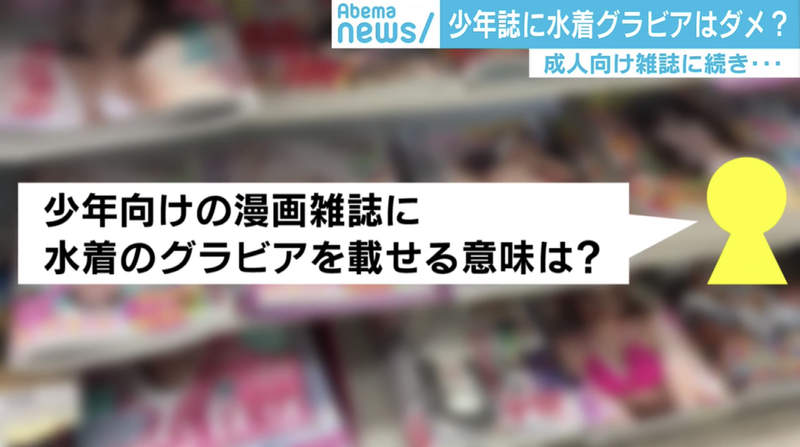 Abema
news/
少年誌に水着グラビアはダメ？
成人向け雑誌に続き・・・
少年向けの漫画雑誌に
水着のグラビアを載せる意味は？